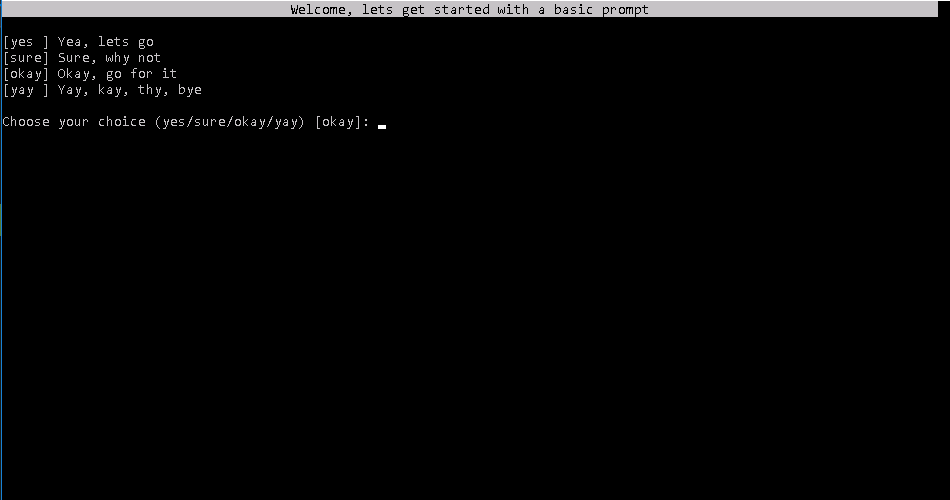 Welcome, lets get started with a basic prompt
[yes ] Yea, lets go
[sure] Sure, why not
[okay] Okay, go for it
[yay ] Yay, kay, thy, bye
Choose your choice (yes/sure/okay/yay) [okay]: